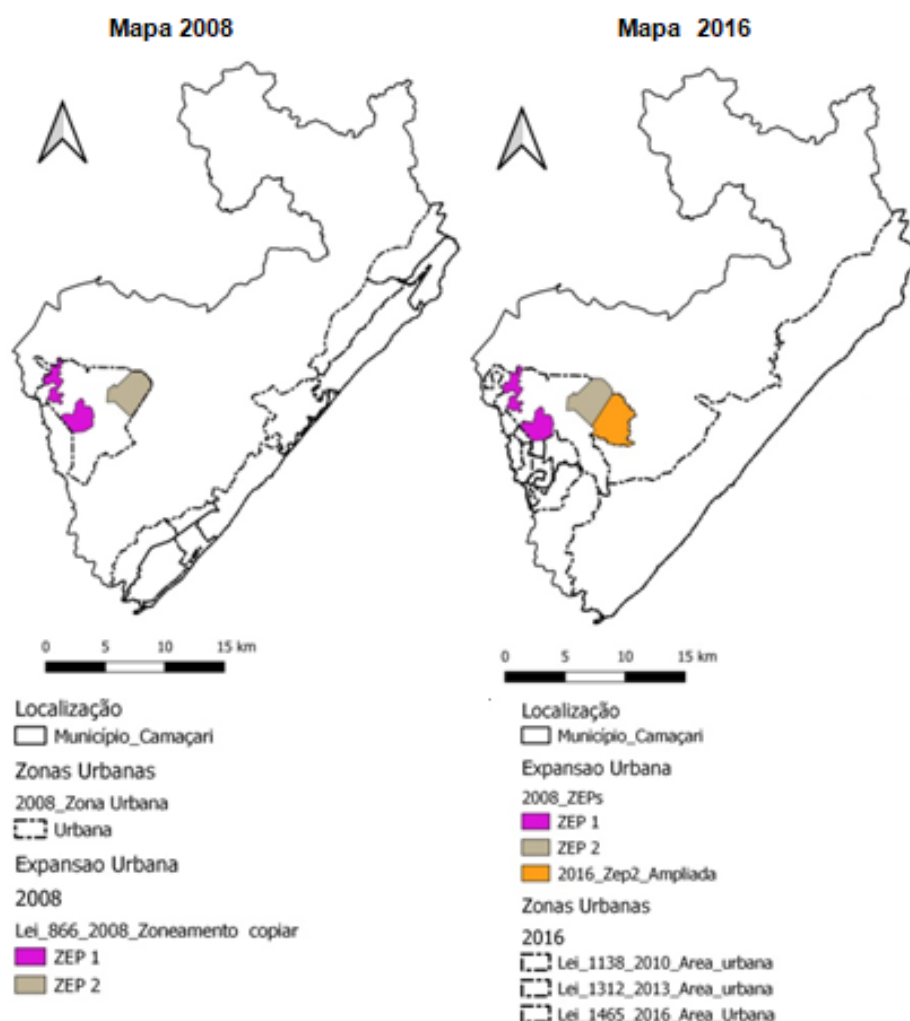 Mapa 2008
0 5 10 15 km
Localização
Município_Camaçari
Zonas Urbanas
2008_Zona Urbana
Urbana
Expansao Urbana
2008
Lei_866_2008_Zoneamento copiar
ZEP 1
ZEP 2
Mapa 2016
0 5 10 15 km
Localização
Município_Camaçari
Expansao Urbana
2008_ZEPs
ZEP 1
ZEP 2
2016_Zep2_Ampliada
Zonas Urbanas
2016
Lei_1138_2010_Area_urbana
Lei_1312_2013_Area_urbana
Lei_1465_2016_Area_Urbana